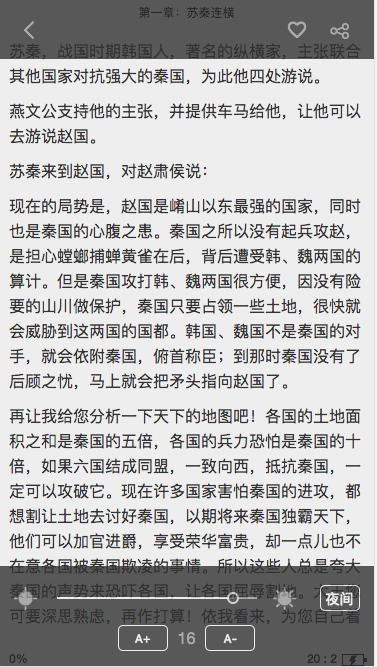 第一章：苏秦连横
苏秦，战国时期韩国人，著名的纵横家，主张联合
其他国家对抗强大的秦国，为此他四处游说。
燕文公支持他的主张，并提供车马给他，让他可以
去游说赵国。
苏秦来到赵国，对赵肃侯说：
现在的局势是，赵国是崤山以东最强的国家，同时
也是秦国的心腹之患。秦国之所以没有起兵攻赵，
是担心螳螂捕蝉黄雀在后，背后遭受韩、魏两国的
算计。但是秦国攻打韩、魏两国很方便，因没有险
要的山川做保护，秦国只要占领一些土地，很快就
会威胁到这两国的国都。韩国、魏国不是秦国的对
手，就会依附秦国，俯首称臣；到那时秦国没有了
后顾之忧，马上就会把矛头指向赵国了。
再让我给您分析一下天下的地图吧！各国的土地面
积之和是秦国的五倍，各国的兵力恐怕是秦国的十
倍，如果六国结成同盟，一致向西，抵抗秦国，一
定可以攻破它。现在许多国家害怕秦国的进攻，都
想割让土地去讨好秦国，以期将来秦国独霸天下，
他们可以加官进爵，享受荣华富贵，却一点儿也不
在意各国被秦国欺凌的事情。所以这些人总是夸大
秦国的声势来恐吓各国，让各国屈辱割地。大王您
夜间
可要深思熟虑，再作打算！依我看来，为您自己着
A+ 16 A-
0% 20:2